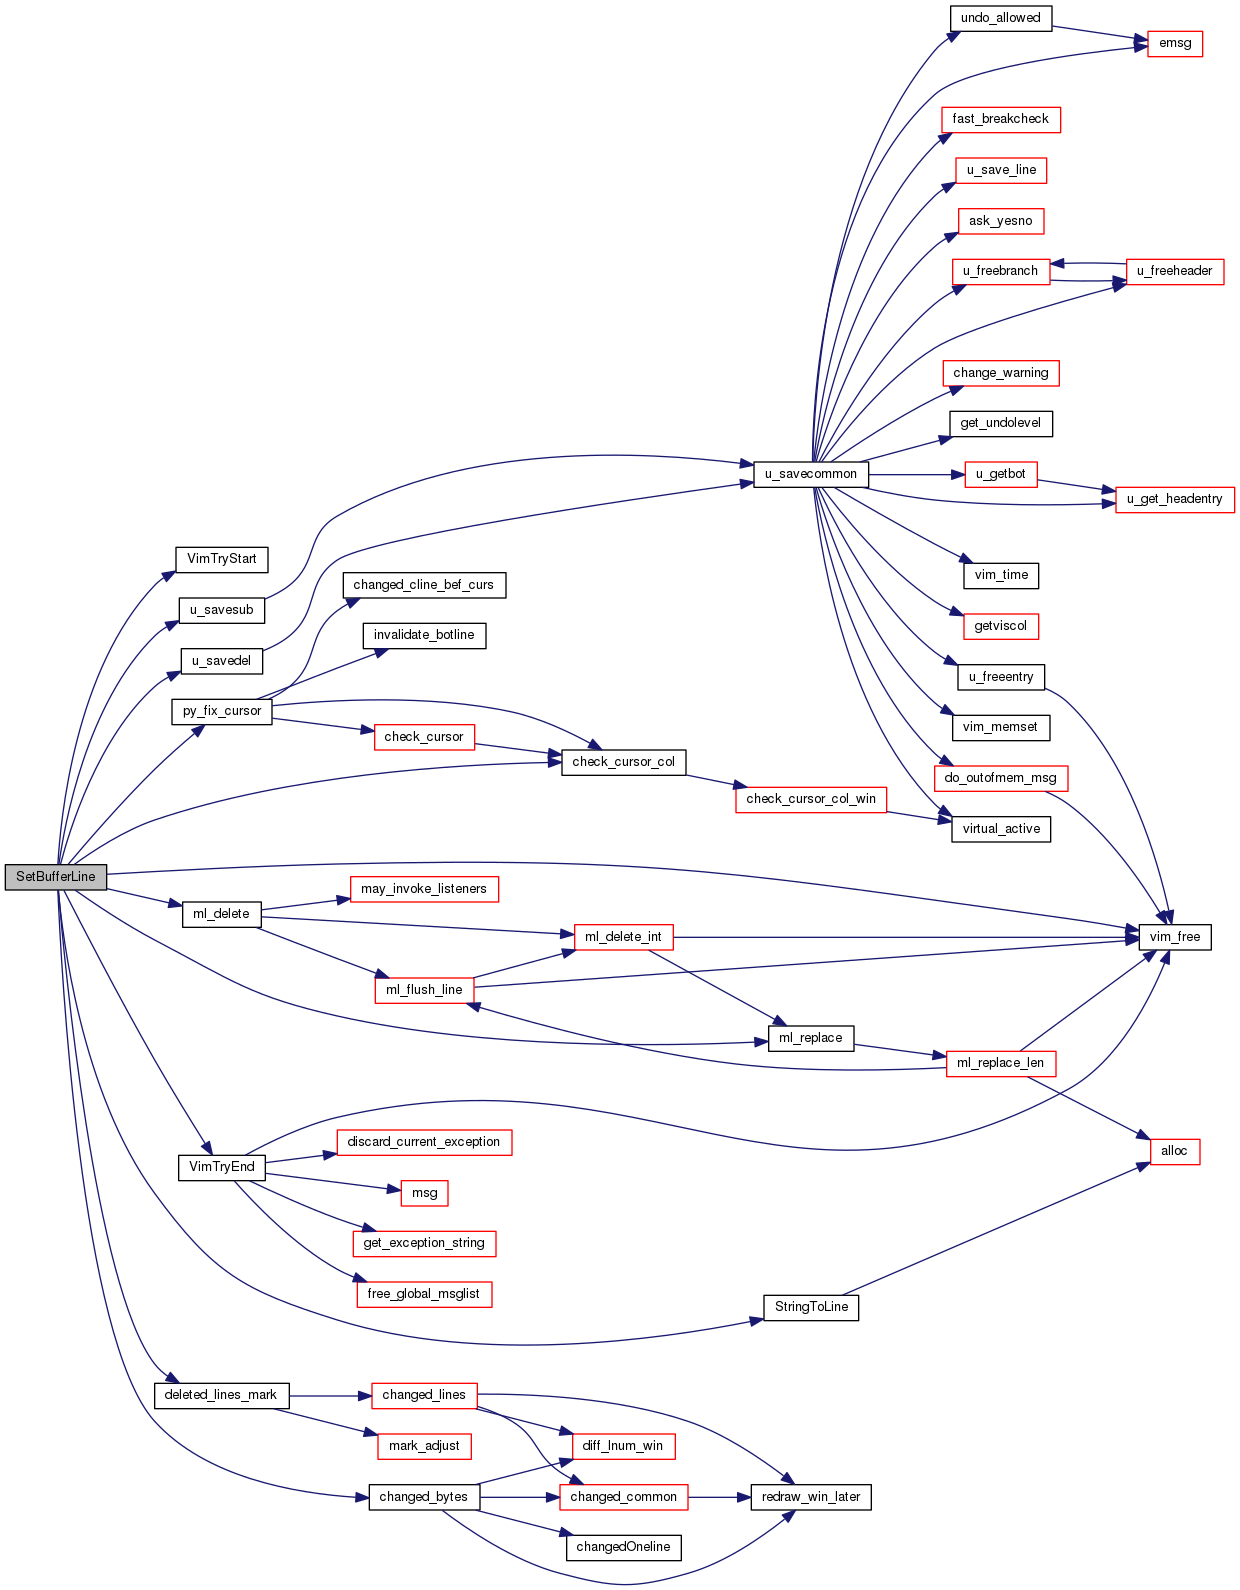 undo_allowed
emsg
fast_breakcheck
u_save_line
ask_yesno
u_freebranch
u_freeheader
change_warning
get_undolevel
u_savecommon
u_getbot
u_get_headentry
VimTryStart
vim_time
changed_cline_bef_curs
u_savesub
getviscol
invalidate_botline
u_savedel
u_freeentry
py_fix_cursor
vim_memset
check_cursor
check_cursor_col
do_outofmem_msg
check_cursor_col_win
virtual_active
SetBufferLine
may_invoke_listeners
ml_delete
ml_delete_int
vim_free
ml_flush_line
ml_replace
ml_replace_len
discard_current_exception
alloc
VimTryEnd
msg
get_exception_string
free_global_msglist
StringToLine
deleted_lines_mark
changed_lines
mark_adjust
diff_lnum_win
changed_bytes
changed_common
redraw_win_later
changedOneline